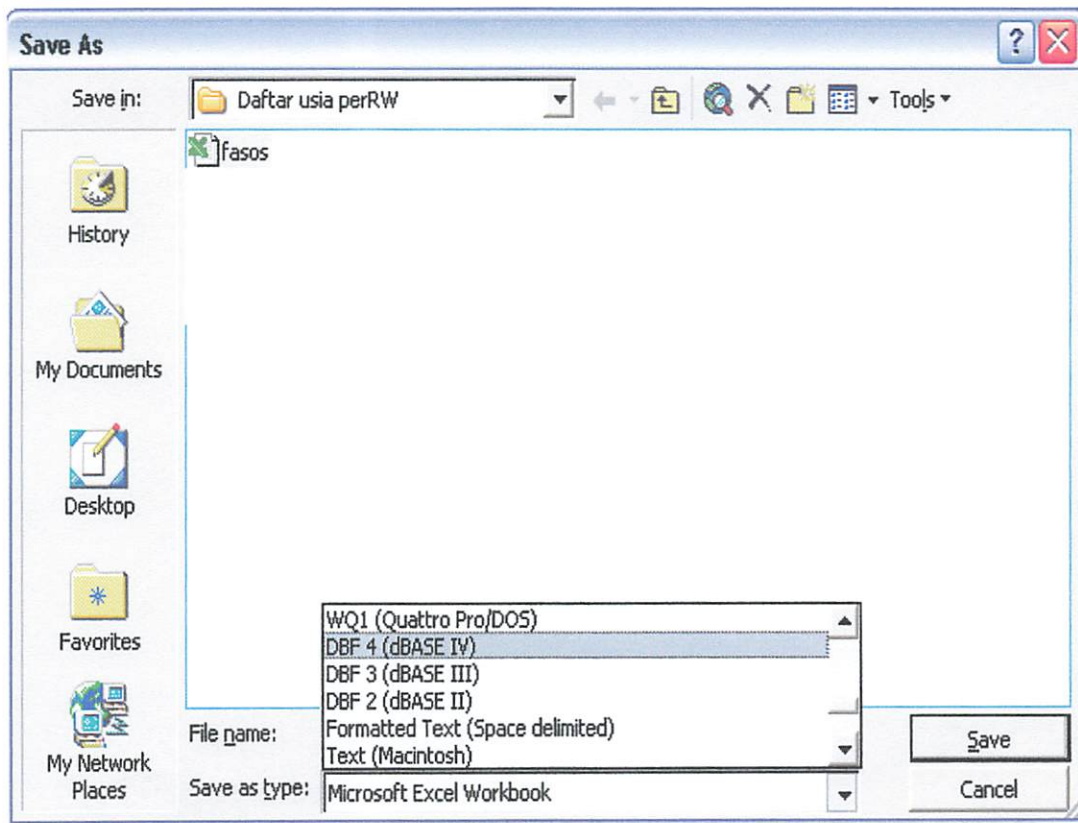 Save As
Save in:
Daftar usia perRW
Tools
fasos
History
My Documents
Desktop
Favorites
My Network
Places
WQ1 (Quattro Pro/DOS)
DBF 4 (dBASE IV)
DBF 3 (dBASE III)
DBF 2 (dBASE II)
Formatted Text (Space delimited)
Text (Macintosh)
File name:
Save as type:
Microsoft Excel Workbook
Save
Cancel